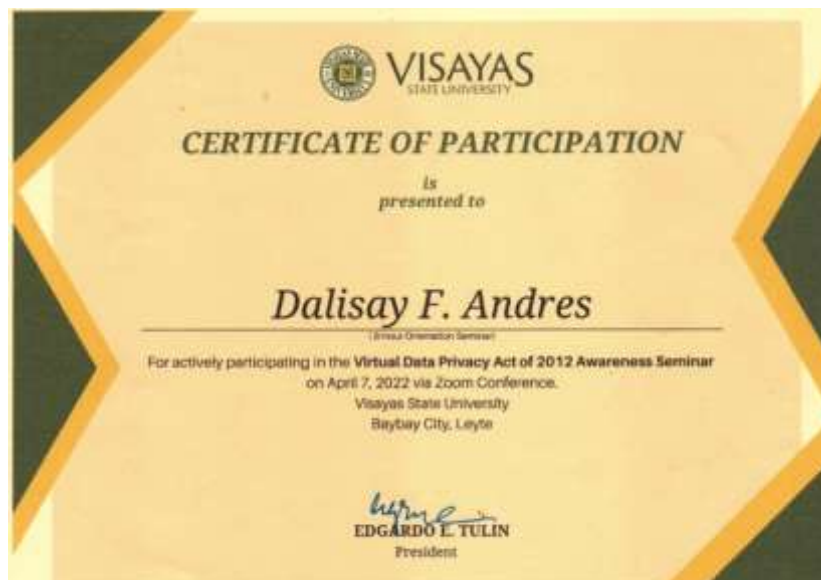 VISAYAS
STATE UNIVERSITY
CERTIFICATE OF PARTICIPATION
is
presented to
Dalisay F. Andres
Orientation Seminar)
For actively participating in the Virtual Data Privacy Act of 2012 Awareness Seminar
on April 7, 2022 via Zoom Conference.
Visayas State University
Baybay City, Leyte
EDGARDO E. TULIN
President